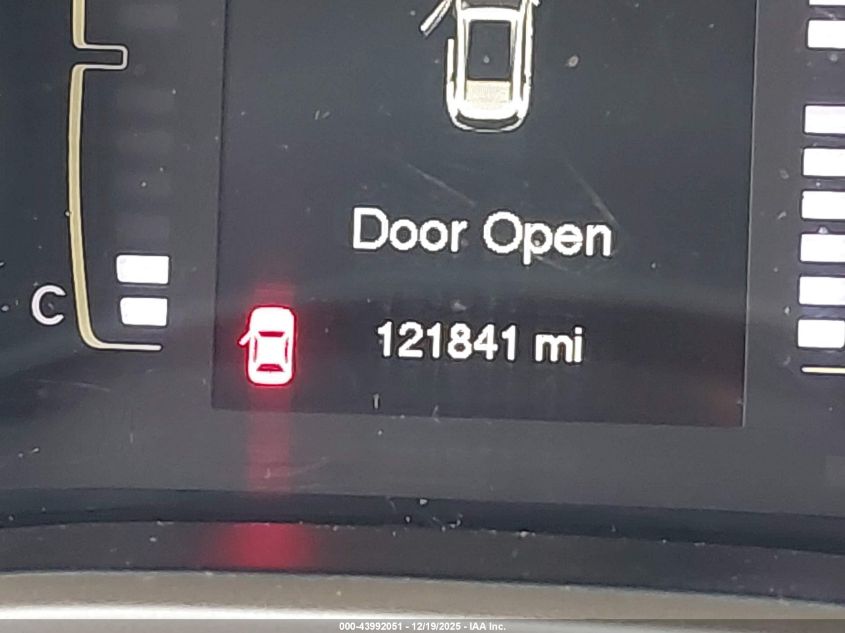 Door Open
C
121841 mi
000-43992051 - 12/19/2025 - IAA Inc.